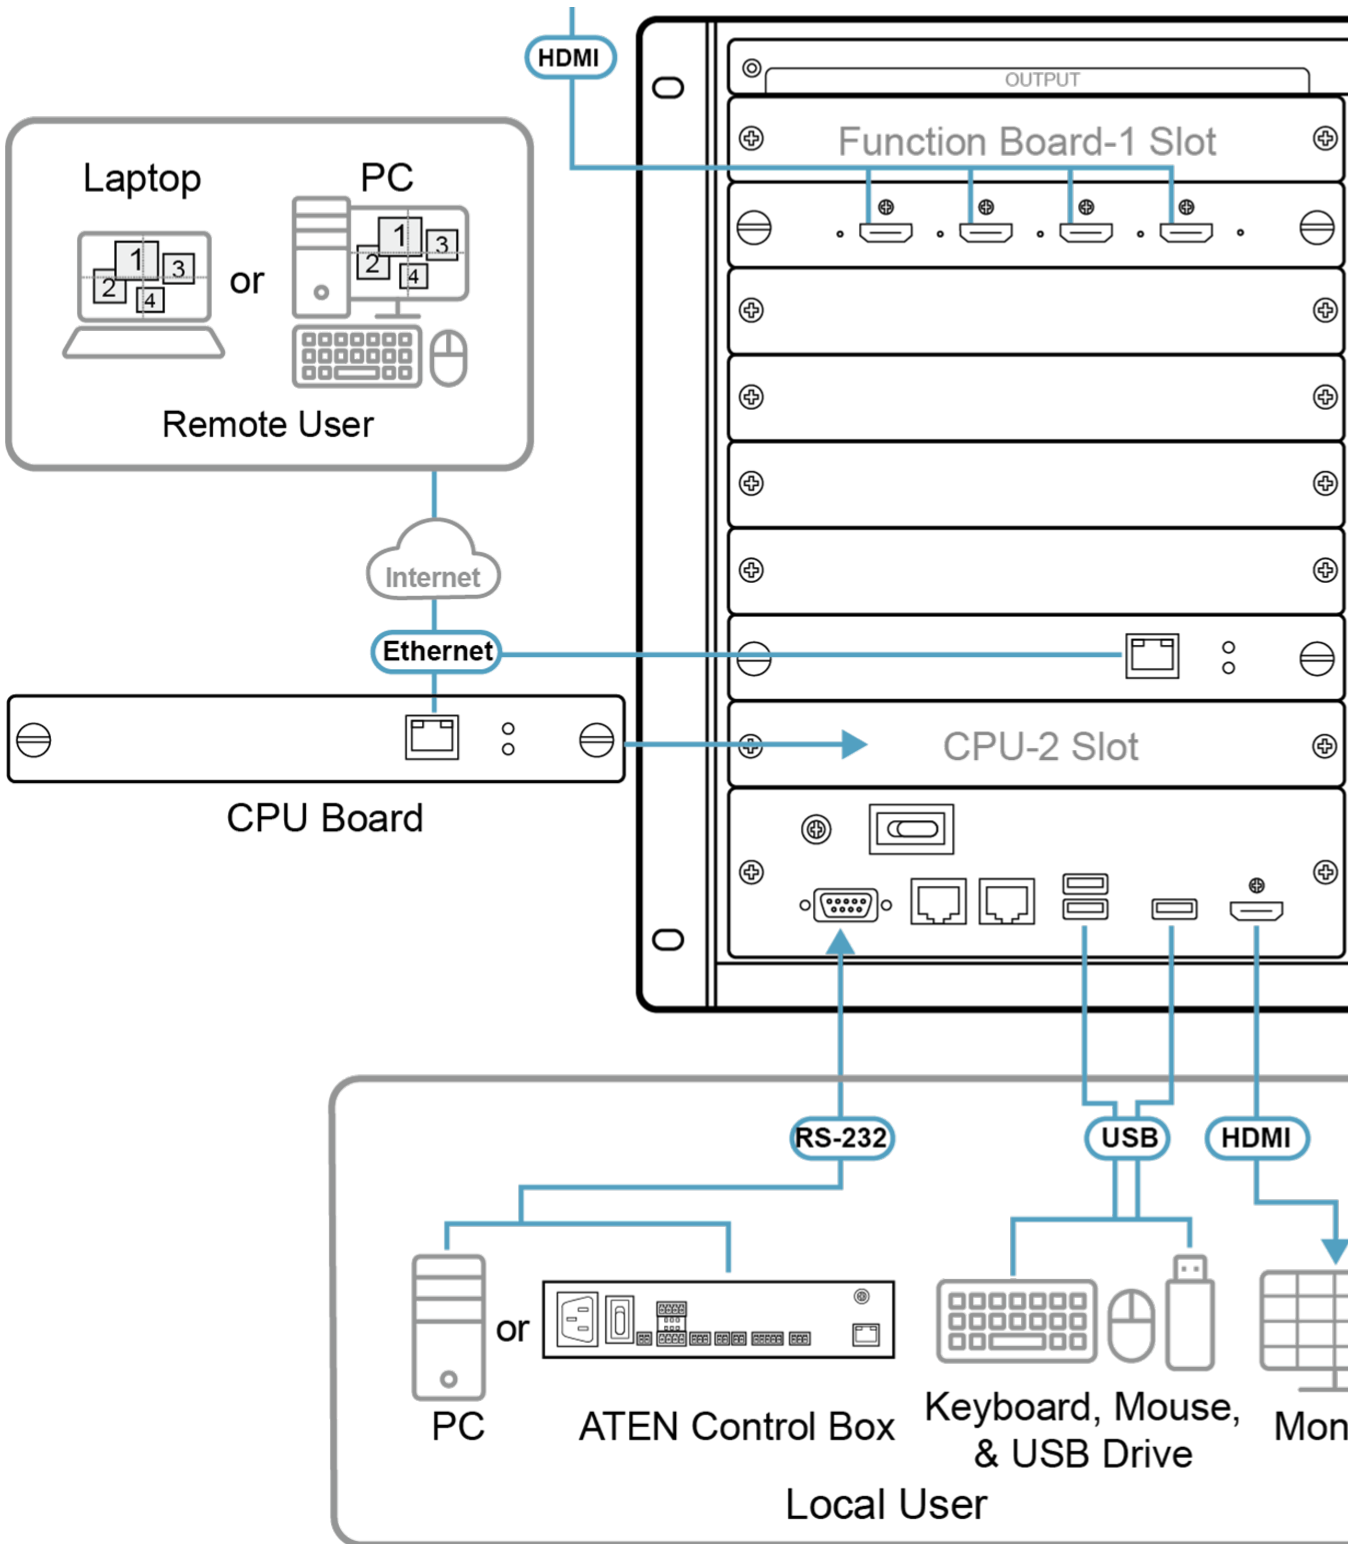 HDMI
OUTPUT
Function Board-1 Slot
Laptop
PC
1
2
3
4
or
1
2
3
4
Remote User
Internet
Ethernet
CPU-2 Slot
CPU Board
RS-232
USB
HDMI
or
PC
ATEN Control Box
Keyboard, Mouse,
& USB Drive
Mon
Local User